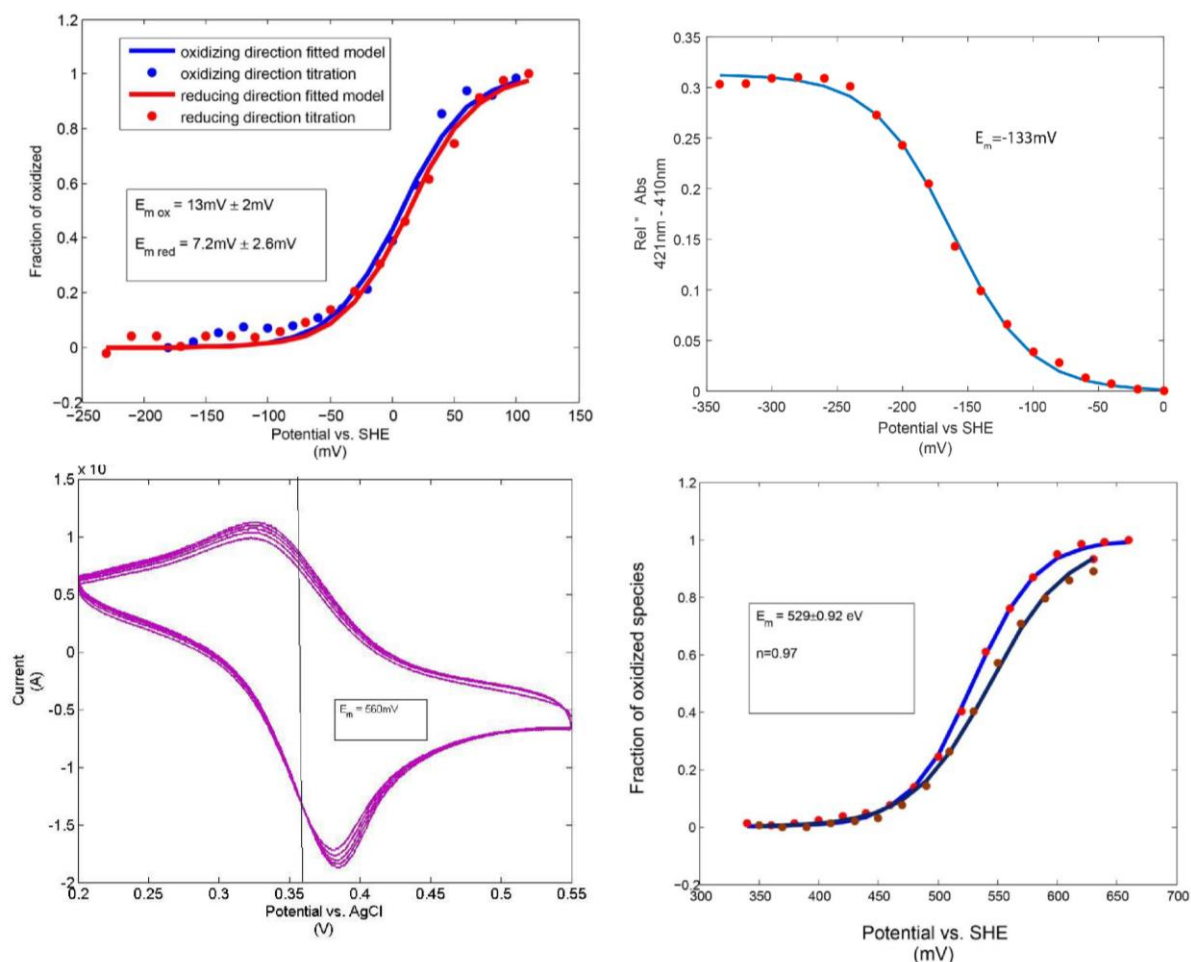 1.2
1
0.8
0.6
0.4
0.2
0
−0.2
oxidizing direction fitted model
oxidizing direction titration
reducing direction fitted model
reducing direction titration
E m ox = 13mV ± 2mV
E m red = 7.2mV ± 2.6mV
Fraction of oxidized
−250 −200 −150 −100 −50 0 50 100 150
Potential vs. SHE
(mV)
0.35
0.3
0.25
0.2
0.15
0.1
0.05
0
E m =-133mV
Rel * Abs
421nm - 410nm
-350 -300 -250 -200 -150 -100 -50 0
Potential vs SHE
(mV)
x 10
1.5
1
0.5
0
-0.5
-1
-1.5
-2
Current
(A)
E m = 560mV
0.2 0.25 0.3 0.35 0.4 0.45 0.5 0.55
Potential vs. AgCl
(V)
1.2
1
0.8
0.6
0.4
0.2
0
−0.2
Fraction of oxidized species
E m = 529±0.92 eV
n=0.97
300 350 400 450 500 550 600 650 700
Potential vs. SHE
(mV)